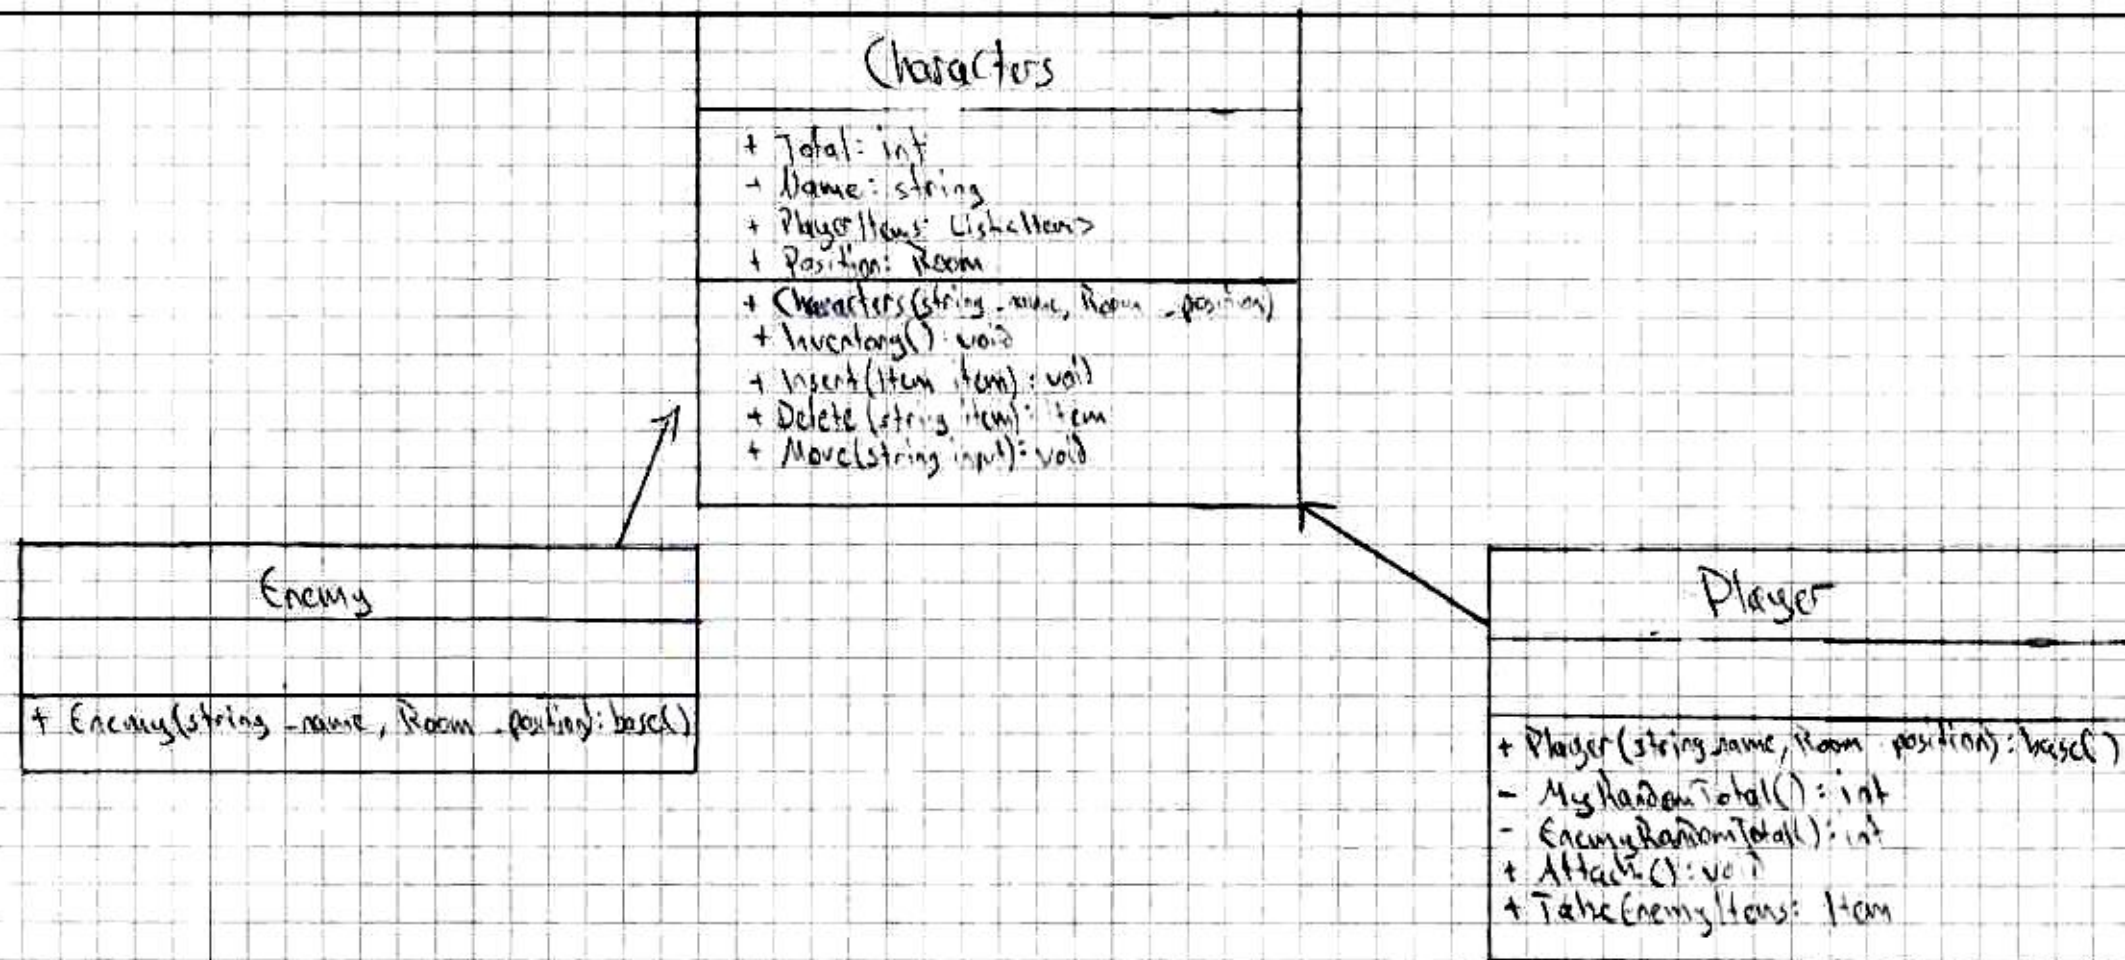 Characters
+ Total: int
+ Name: string
+ PlayerItems: List<Item>
+ Position: Room
+ Characters(string _name, Room _position)
+ Inventory(): void
+ Insert(Item item): void
+ Delete(string item): Item
+ Move(string input): void
Enemy
+ Enemy(string _name, Room _position): base()
Player
+ Player(string name, Room position): base()
- MyRandomTotal(): int
- EnemyRandomTotal(): int
+ Attack(): void
+ TakeEnemyItems: Item